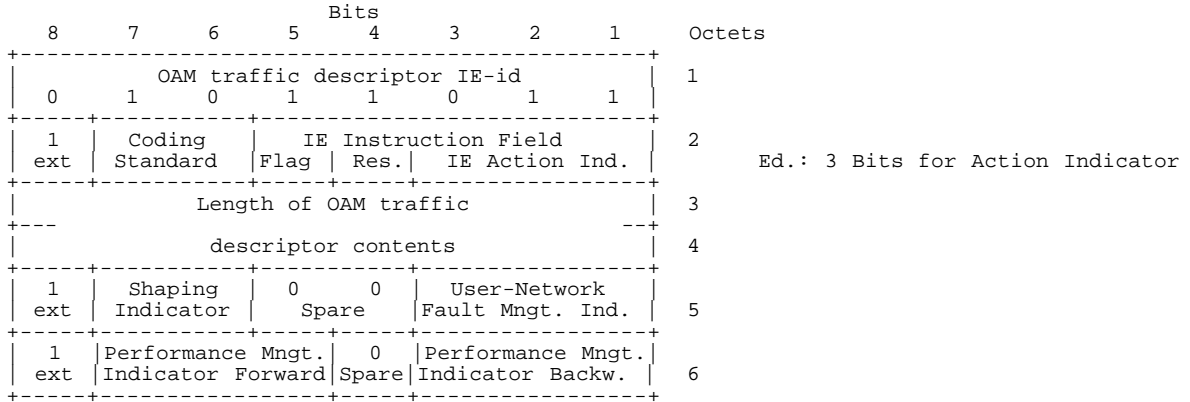 Bits
8 7 6 5 4 3 2 1 Octets
+-----------------------------------------------+
| OAM traffic descriptor IE-id | 1
| 0 1 0 1 1 0 1 1 |
+-----+-----------+-----------------------------+
| 1 | Coding | IE Instruction Field | 2
| ext | Standard |Flag | Res.| IE Action Ind. | Ed.: 3 Bits for Action Indicator
+-----+-----------+-----+-----+-----------------+
| Length of OAM traffic | 3
+--- --+
| descriptor contents | 4
+-----+-----------+-----------+-----------------+
| 1 | Shaping | 0 0 | User-Network |
| ext | Indicator | Spare |Fault Mngt. Ind. | 5
+-----+-----------+-----+-----+-----------------+
| 1 |Performance Mngt.| 0 |Performance Mngt.|
| ext |Indicator Forward|Spare|Indicator Backw. | 6
+-----+-----------------+-----+-----------------+